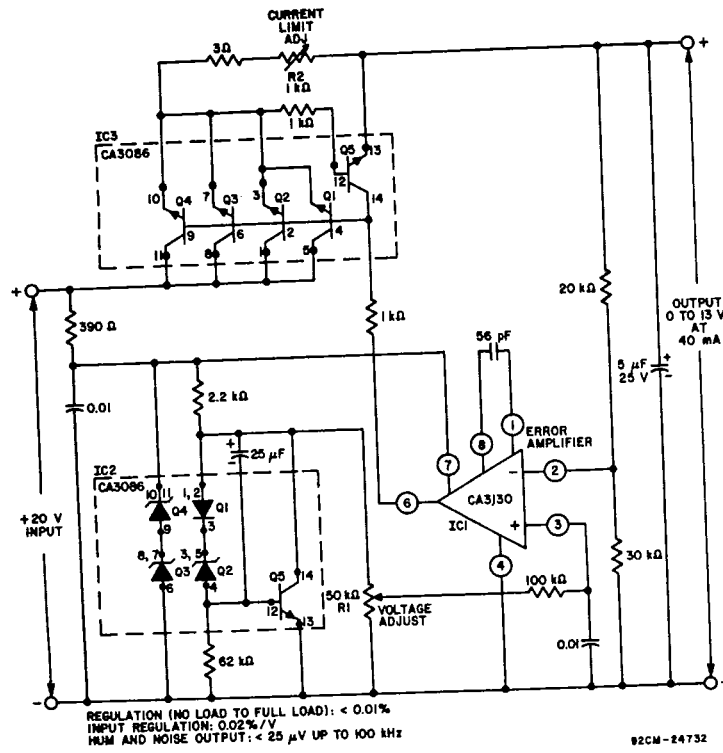 CURRENT
LIMIT
ADJ
3Ω
R2
1 kΩ
1 kΩ
IC3
CA3086
Q5
13
12
14
10
Q4
7
Q3
3
Q2
Q1
9
6
2
4
11
8
1
5
+
+
390 Ω
1 kΩ
20 kΩ
OUTPUT
0 TO 13 V
AT
40 mA
56 pF
5 μF
25 V
+
-
0.01
2.2 kΩ
+
-
25 μF
7
8
1
ERROR
AMPLIFIER
IC2
CA3086
10 11
Q4
9
1, 2
Q1
3
6
-
2
CA3130
IC1
+
3
+20 V
INPUT
8, 7
Q3
6
3, 5
Q2
4
Q5
14
12
13
4
50 kΩ
R1
VOLTAGE
ADJUST
100 kΩ
30 kΩ
62 kΩ
0.01
-
-
REGULATION (NO LOAD TO FULL LOAD): < 0.01%
INPUT REGULATION: 0.02%/V
HUM AND NOISE OUTPUT: < 25 μV UP TO 100 kHz
92CM-24732